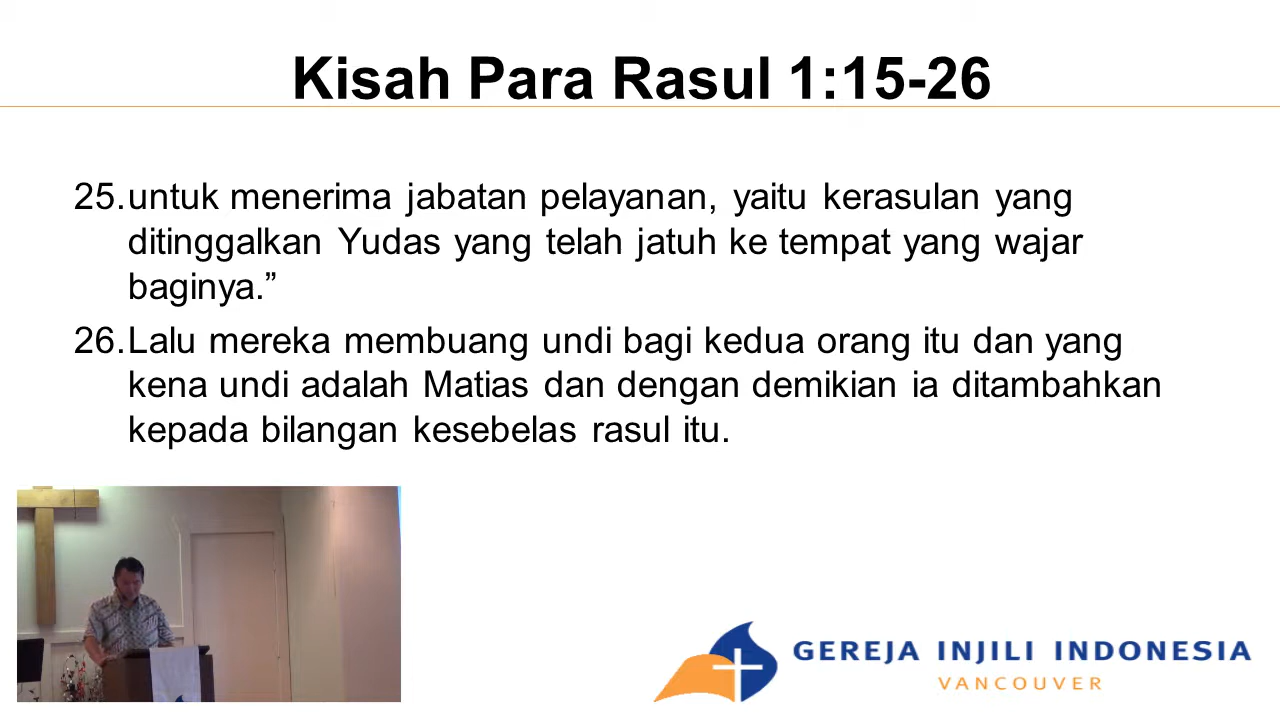 Kisah Para Rasul 1:15-26
25. untuk menerima jabatan pelayanan, yaitu kerasulan yang
ditinggalkan Yudas yang telah jatuh ke tempat yang wajar
baginya.”
26. Lalu mereka membuang undi bagi kedua orang itu dan yang
kena undi adalah Matias dan dengan demikian ia ditambahkan
kepada bilangan kesebelas rasul itu.
GEREJA INJILI INDONESIA
VANCOUVER